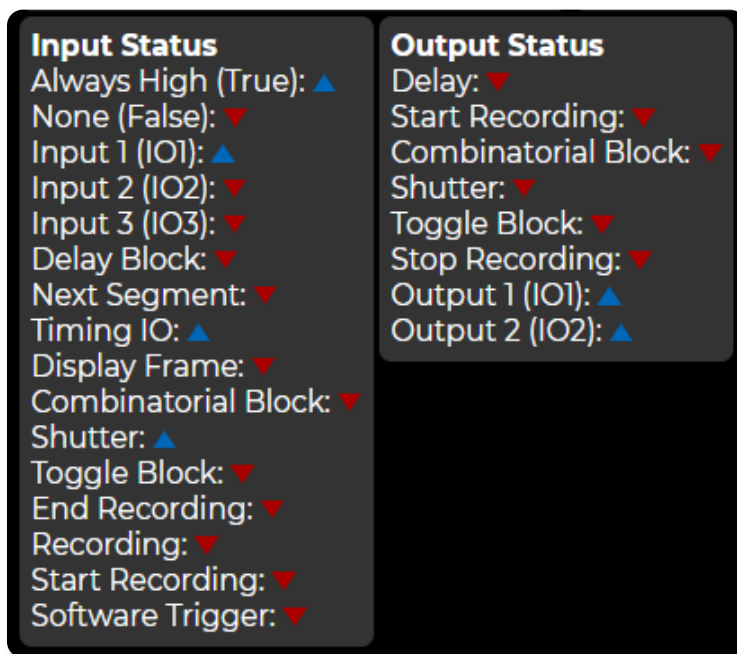 Input Status
Always High (True): ▲
None (False): ▼
Input 1 (IO1): ▲
Input 2 (IO2): ▼
Input 3 (IO3): ▼
Delay Block: ▼
Next Segment: ▼
Timing IO: ▲
Display Frame: ▼
Combinatorial Block: ▼
Shutter: ▲
Toggle Block: ▼
End Recording: ▼
Recording: ▼
Start Recording: ▼
Software Trigger: ▼
Output Status
Delay: ▼
Start Recording: ▼
Combinatorial Block: ▼
Shutter: ▼
Toggle Block: ▼
Stop Recording: ▼
Output 1 (IO1): ▲
Output 2 (IO2): ▲